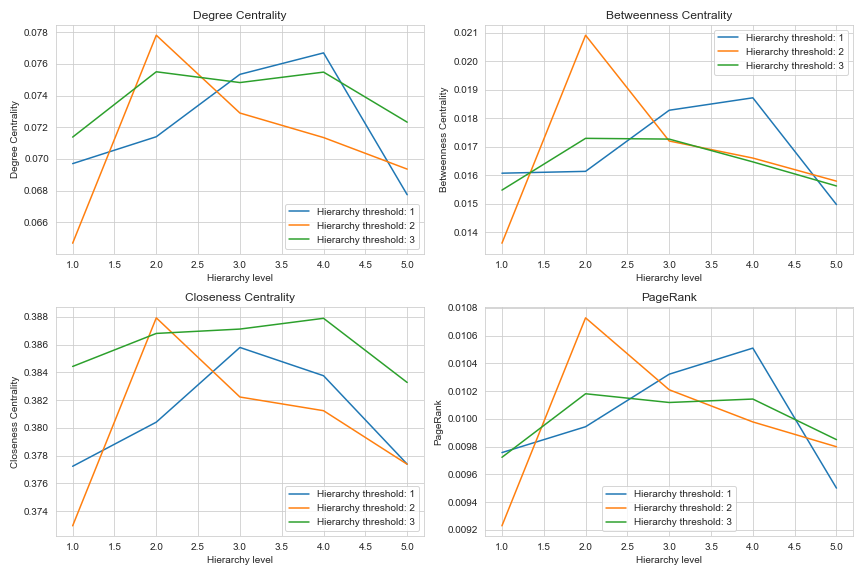 Degree Centrality
0.078
0.076
0.074
0.072
0.070
0.068
0.066
Degree Centrality
Hierarchy threshold: 1
Hierarchy threshold: 2
Hierarchy threshold: 3
1.0 1.5 2.0 2.5 3.0 3.5 4.0 4.5 5.0
Hierarchy level
Betweenness Centrality
0.021
0.020
0.019
0.018
0.017
0.016
0.015
0.014
Betweenness Centrality
Hierarchy threshold: 1
Hierarchy threshold: 2
Hierarchy threshold: 3
1.0 1.5 2.0 2.5 3.0 3.5 4.0 4.5 5.0
Hierarchy level
Closeness Centrality
0.388
0.386
0.384
0.382
0.380
0.378
0.376
0.374
Closeness Centrality
Hierarchy threshold: 1
Hierarchy threshold: 2
Hierarchy threshold: 3
1.0 1.5 2.0 2.5 3.0 3.5 4.0 4.5 5.0
Hierarchy level
PageRank
0.0108
0.0106
0.0104
0.0102
0.0100
0.0098
0.0096
0.0094
0.0092
PageRank
Hierarchy threshold: 1
Hierarchy threshold: 2
Hierarchy threshold: 3
1.0 1.5 2.0 2.5 3.0 3.5 4.0 4.5 5.0
Hierarchy level